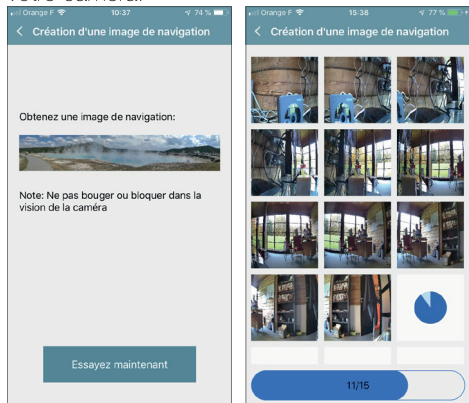 Orange F 10:37 74 %
Création d'une image de navigation
Obtenez une image de navigation:
Note: Ne pas bouger ou bloquer dans la
vision de la caméra
Essayez maintenant
Orange F 15:38 77 %
Création d'une image de navigation
11/15